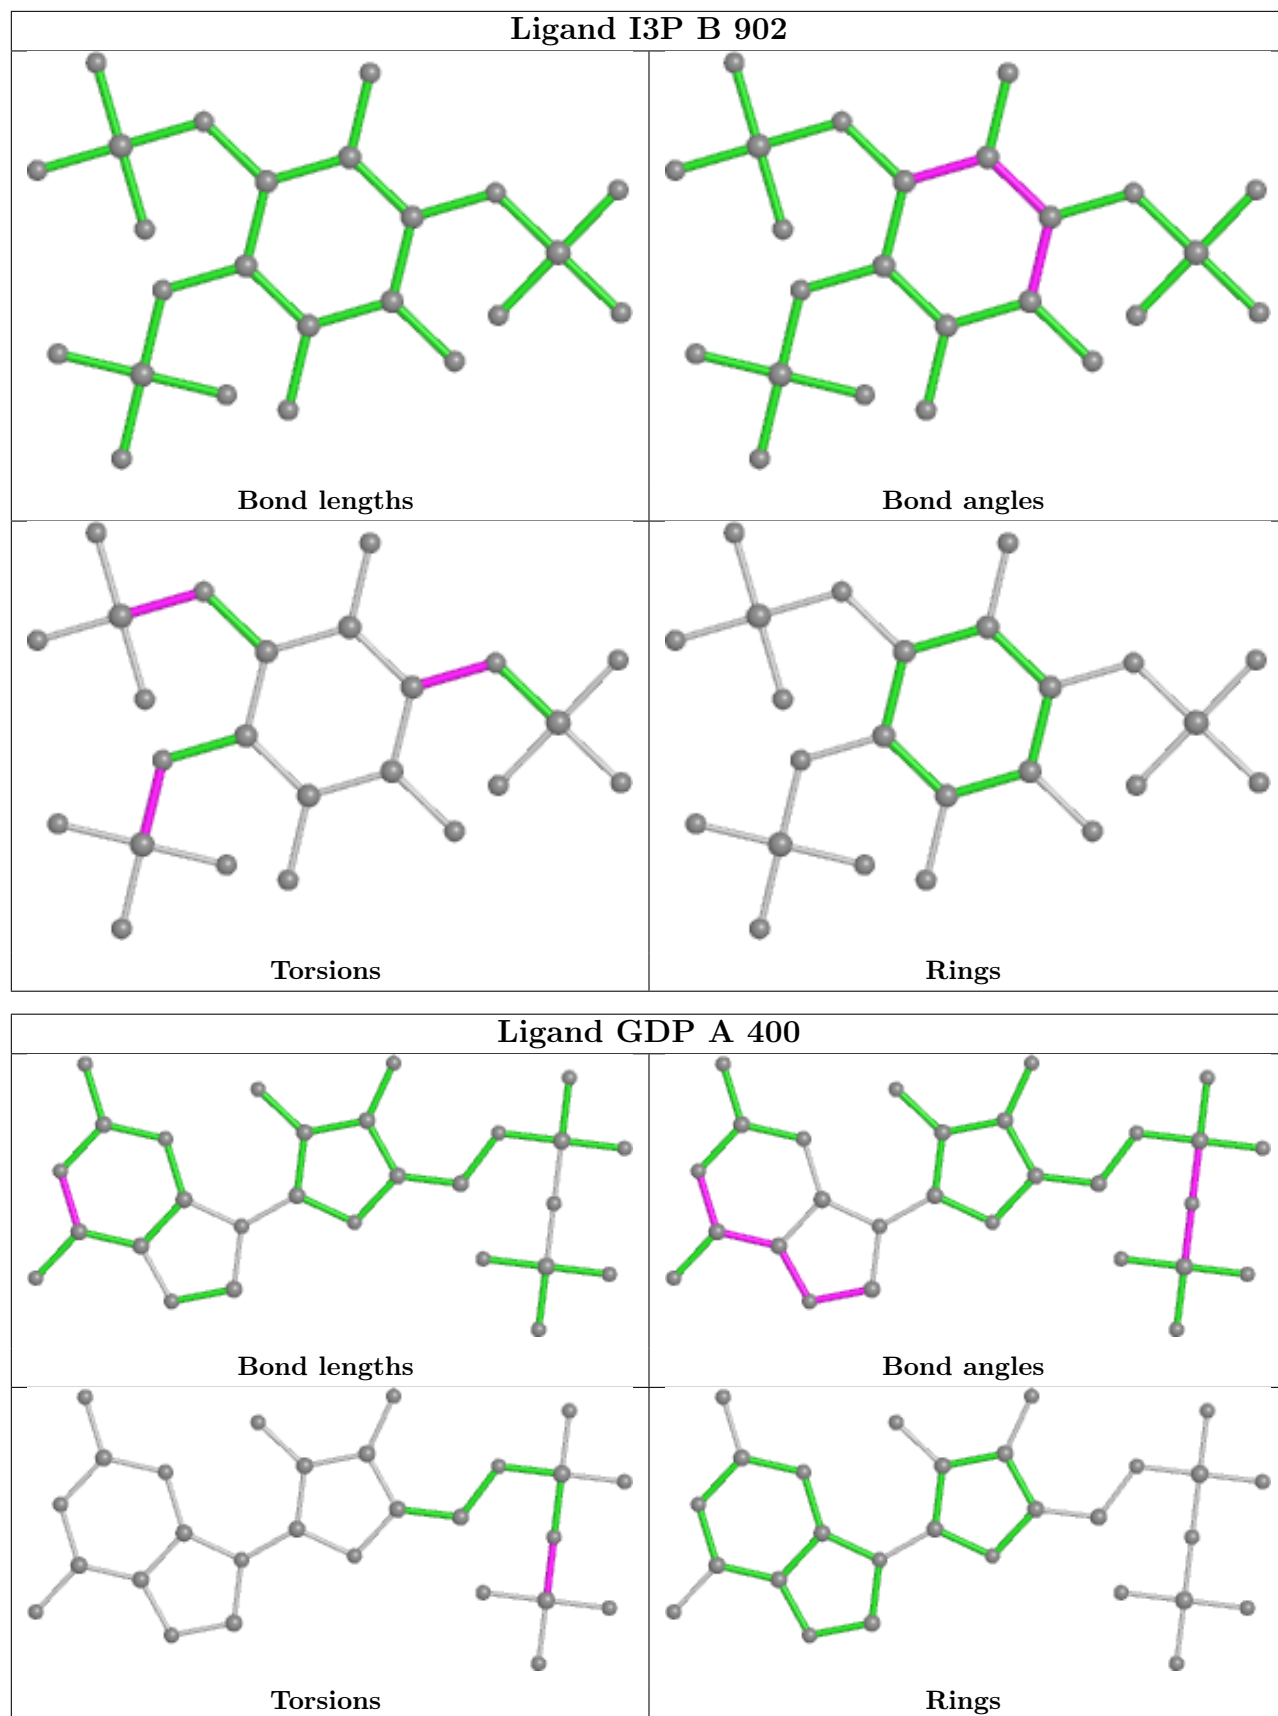 Ligand I3P B 902
Bond lengths
Bond angles
Torsions
Rings
Ligand GDP A 400
Bond lengths
Bond angles
Torsions
Rings